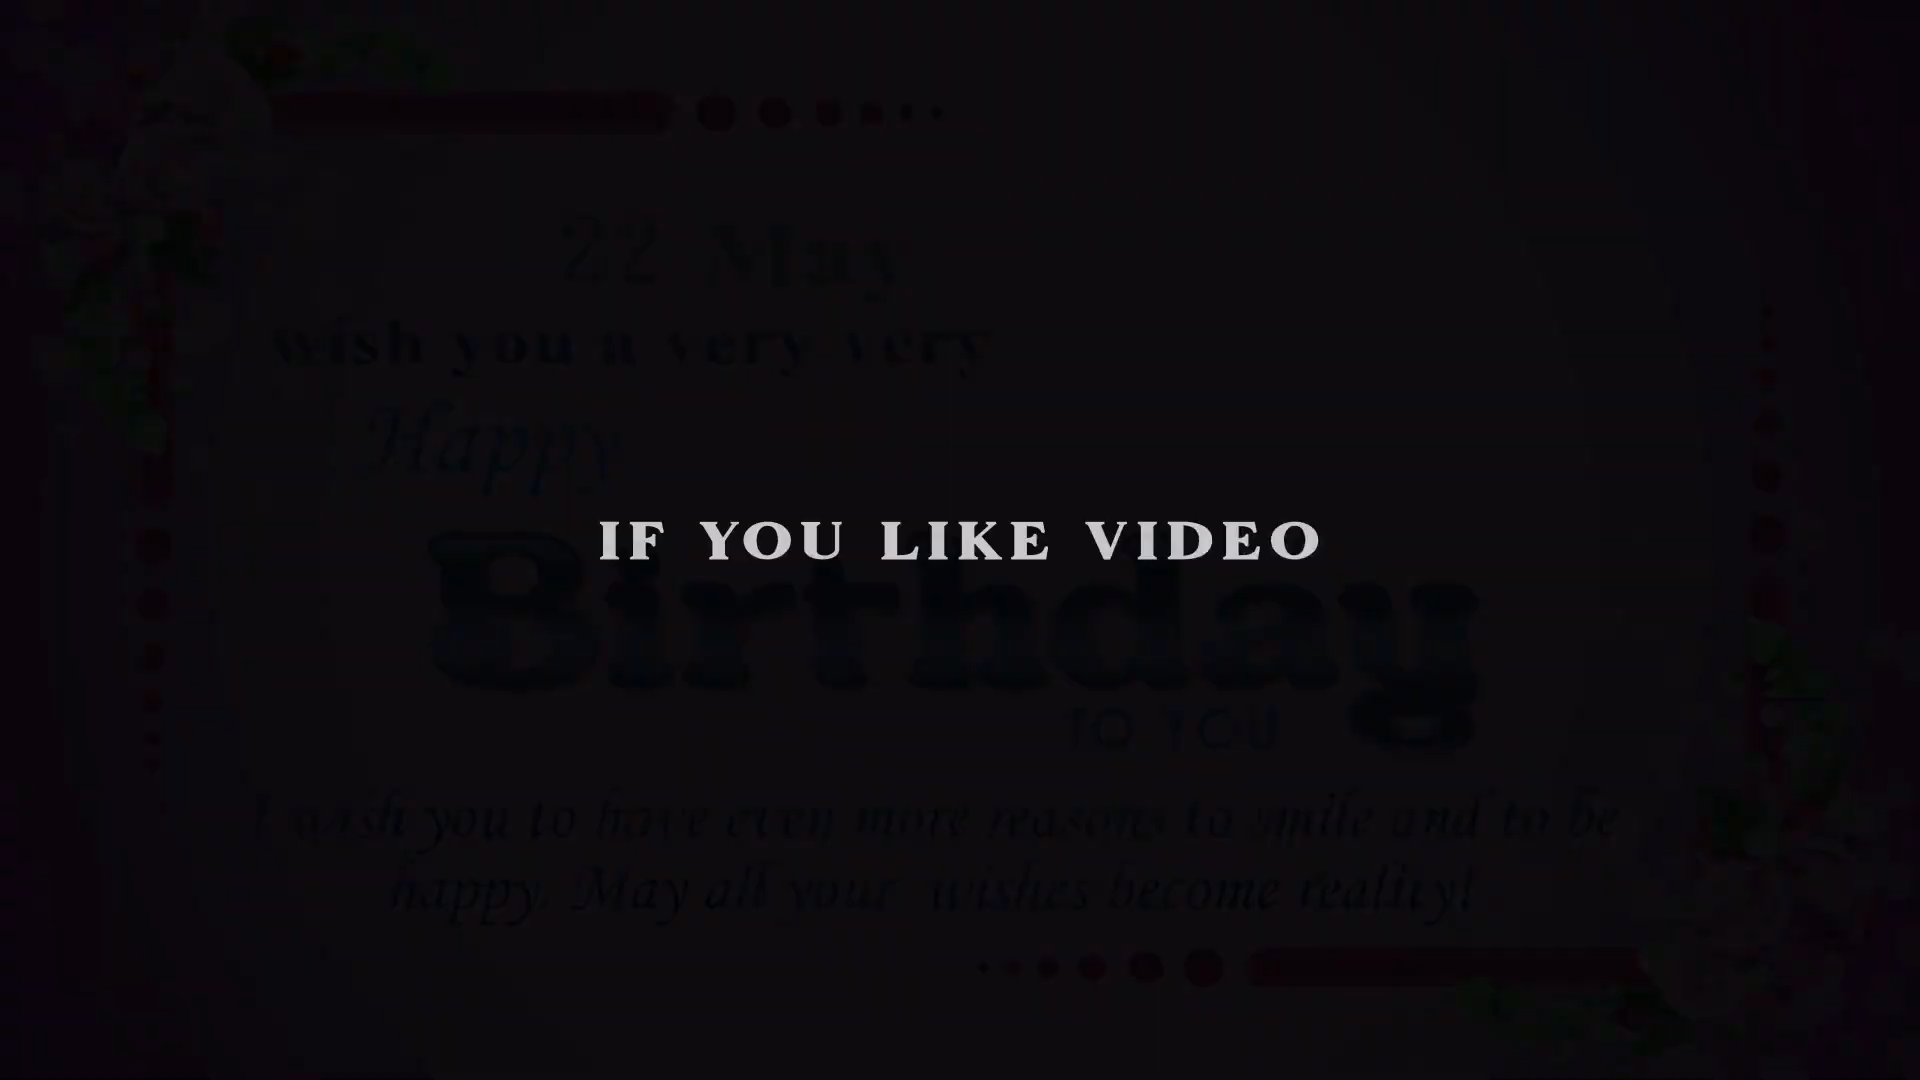 22 May
wish you a very very
Happy
IF YOU LIKE VIDEO
Birthday
TO YOU
I wish you to have even more reasons to smile and to be
happy. May all your wishes become reality!